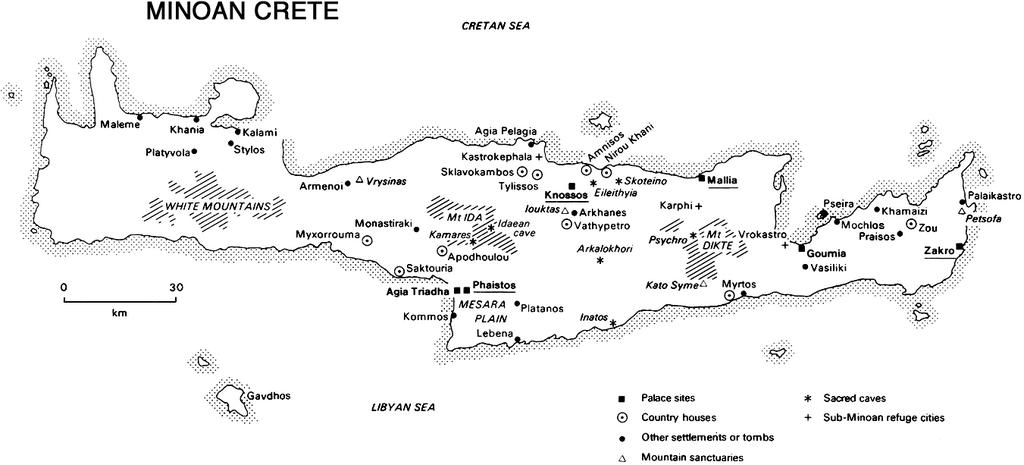 MINOAN CRETE
CRETAN SEA
Maleme
Khania
Kalami
Platyvola
Stylos
WHITE MOUNTAINS
Armenoi
Vrysinas
Monastiraki
Myxorrouma
Saktouria
Agia Pelagia
Kastrokephala
Sklavokambos
Tylissos
Amnisos
Nirou Khani
Skoteino
Eileithyia
Knossos
Iouktas
Arkhanes
Vathypetro
Mt IDA
Idaean
cave
Kamares
Apodhoulou
Arkalokhori
Mallia
Karphi
Psychro
Mt
DIKTE
Vrokastro
Kato Syme
Myrtos
Pseira
Mochlos
Khamaizi
Praisos
Zou
Palaikastro
Petsofa
Zakro
Gournia
Vasiliki
Agia Triadha
Phaistos
MESARA
PLAIN
Platanos
Kommos
Lebena
Inatos
0 30
km
Gavdhos
LIBYAN SEA
Palace sites
Country houses
Other settlements or tombs
Mountain sanctuaries
Sacred caves
Sub-Minoan refuge cities